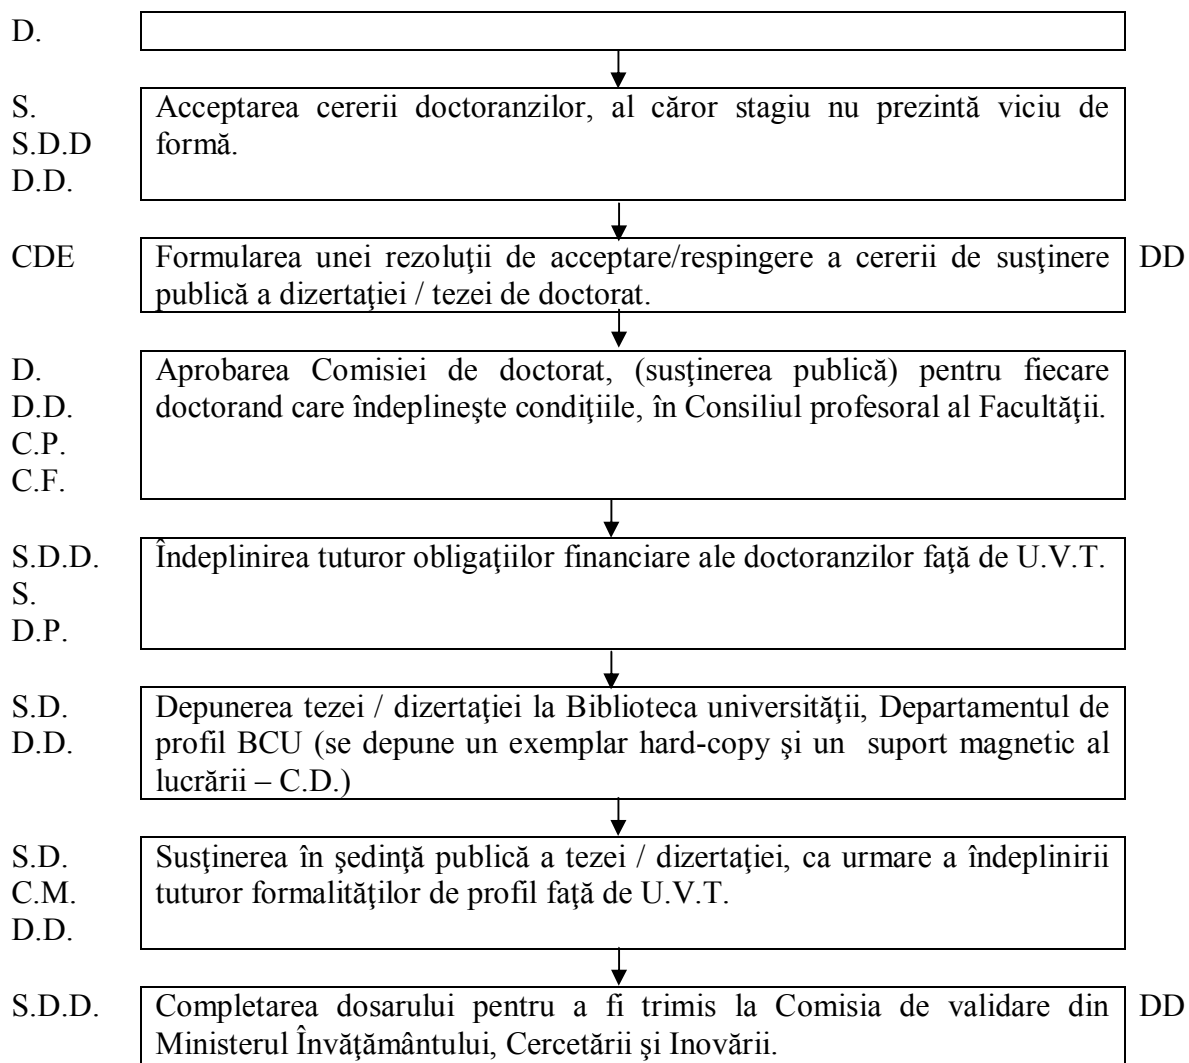 D.
S. Acceptarea cererii doctoranzilor, al căror stagiu nu prezintă viciu de
S.D.D formă.
D.D.
CDE Formularea unei rezoluţii de acceptare/respingere a cererii de susţinere DD
publică a dizertaţiei / tezei de doctorat.
D. Aprobarea Comisiei de doctorat, (susţinerea publică) pentru fiecare
D.D. doctorand care îndeplineşte condiţiile, în Consiliul profesoral al Facultăţii.
C.P.
C.F.
S.D.D. Îndeplinirea tuturor obligaţiilor financiare ale doctoranzilor faţă de U.V.T.
S.
D.P.
S.D. Depunerea tezei / dizertaţiei la Biblioteca universităţii, Departamentul de
D.D. profil BCU (se depune un exemplar hard-copy şi un suport magnetic al
lucrării – C.D.)
S.D. Susţinerea în şedinţă publică a tezei / dizertaţiei, ca urmare a îndeplinirii
C.M. tuturor formalităţilor de profil faţă de U.V.T.
D.D.
S.D.D. Completarea dosarului pentru a fi trimis la Comisia de validare din DD
Ministerul Învăţământului, Cercetării şi Inovării.